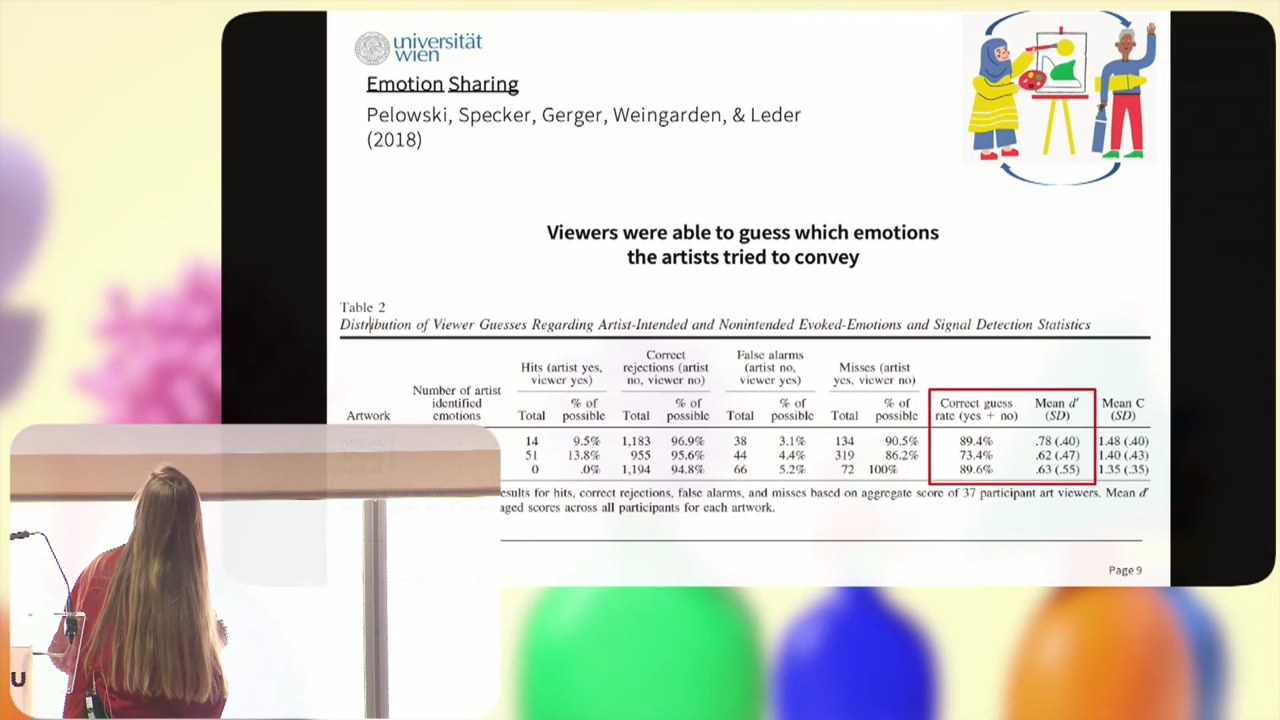 universität
wien
Emotion Sharing
Pelowski, Specker, Gerger, Weingarden, & Leder
(2018)
Viewers were able to guess which emotions
the artists tried to convey
Table 2
Distribution of Viewer Guesses Regarding Artist-Intended and Nonintended Evoked-Emotions and Signal Detection Statistics
Artwork
Number of artist
identified
emotions
Hits (artist yes,
viewer yes)
Correct
rejections (artist
no, viewer no)
False alarms
(artist no,
viewer yes)
Misses (artist
yes, viewer no)
Total % of possible Total % of possible Total % of possible Total % of possible Correct guess rate (yes + no) Mean d′ (SD) Mean C (SD)
14 9.5% 1,183 96.9% 38 3.1% 134 90.5% 89.4% .78 (.40) 1.48 (.40)
51 13.8% 955 95.6% 44 4.4% 319 86.2% 73.4% .62 (.47) 1.40 (.43)
0 .0% 1,194 94.8% 66 5.2% 72 100% 89.6% .63 (.55) 1.35 (.35)
for hits, correct rejections, false alarms, and misses based on aggregate score of 37 participant art viewers. Mean d′
scores across all participants for each artwork.
Page 9
U